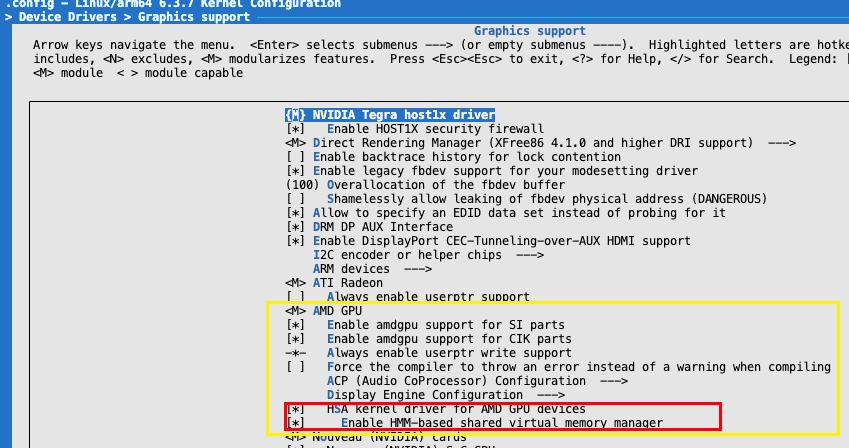 .config - Linux/arm64 6.3.7 Kernel Configuration
> Device Drivers > Graphics support
Graphics support
Arrow keys navigate the menu. <Enter> selects submenus ---> (or empty submenus ----). Highlighted letters are hotke
includes, <N> excludes, <M> modularizes features. Press <Esc><Esc> to exit, <?> for Help, </> for Search. Legend: [
<M> module < > module capable
{M} NVIDIA Tegra host1x driver
[*] Enable HOST1X security firewall
<M> Direct Rendering Manager (XFree86 4.1.0 and higher DRI support) --->
[ ] Enable backtrace history for lock contention
[*] Enable legacy fbdev support for your modesetting driver
(100) Overallocation of the fbdev buffer
[ ] Shamelessly allow leaking of fbdev physical address (DANGEROUS)
[*] Allow to specify an EDID data set instead of probing for it
[*] DRM DP AUX Interface
[*] Enable DisplayPort CEC-Tunneling-over-AUX HDMI support
I2C encoder or helper chips --->
ARM devices --->
<M> ATI Radeon
[ ] Always enable userptr support
<M> AMD GPU
[*] Enable amdgpu support for SI parts
[*] Enable amdgpu support for CIK parts
-*- Always enable userptr write support
[ ] Force the compiler to throw an error instead of a warning when compiling
ACP (Audio CoProcessor) Configuration --->
Display Engine Configuration --->
[*] HSA kernel driver for AMD GPU devices
[*] Enable HMM-based shared virtual memory manager
<M> Nouveau (NVIDIA) cards